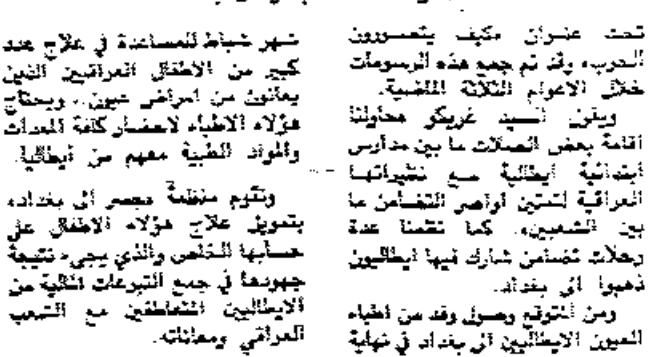 تحت عنوان «كيف يتصورون
الحرب» وقد تم جمع هذه الرسومات
خلال الاعوام الثلاثة الماضية.
ويقول السيد غريكو محاولنا
اقامة بعض الصلات ما بين مدارس
ابتدائية ايطالية مع نظيراتها
العراقية لتمتين أواصر التضامن ما
بين الشعبين، كما نظمنا عدة
رحلات تضامن شارك فيها ايطاليون
ذهبوا الى بغداد.
ومن المتوقع وصول وفد من اطباء
العيون الايطاليين الى بغداد في نهاية
شهر شباط للمساعدة في علاج عدد
كبير من الاطفال العراقيين الذين
يعانون من امراض عيون.. ويحتاج
هؤلاء الاطباء لاحضار كافة المعدات
والمواد الطبية معهم من ايطاليا.
وتقوم منظمة «جسر الى بغداد»
بتمويل علاج هؤلاء الاطفال على
حسابها الخاص والذي يجيء نتيجة
جهودها في جمع التبرعات المالية من
الايطاليين المتعاطفين مع الشعب
العراقي ومعاناته.